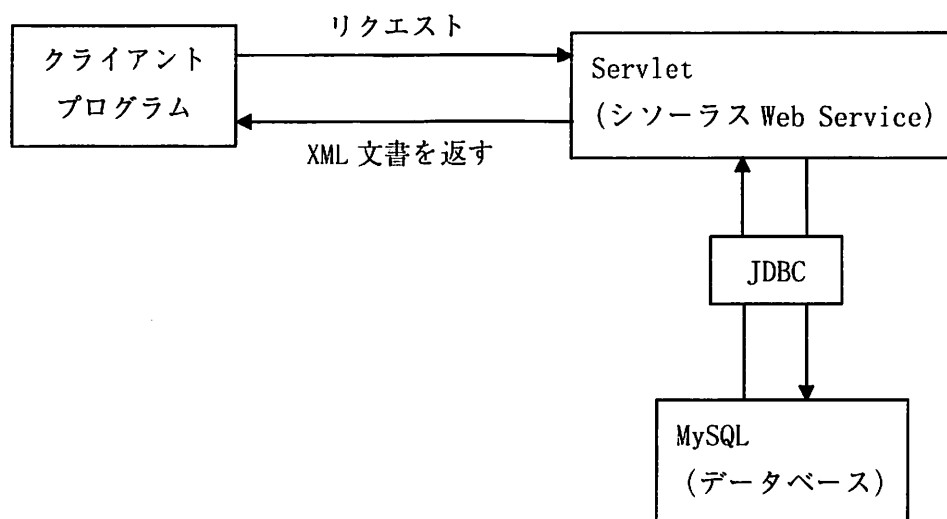 リクエスト
クライアント
プログラム
Servlet
(シソーラス Web Service)
XML 文書を返す
JDBC
MySQL
(データベース)